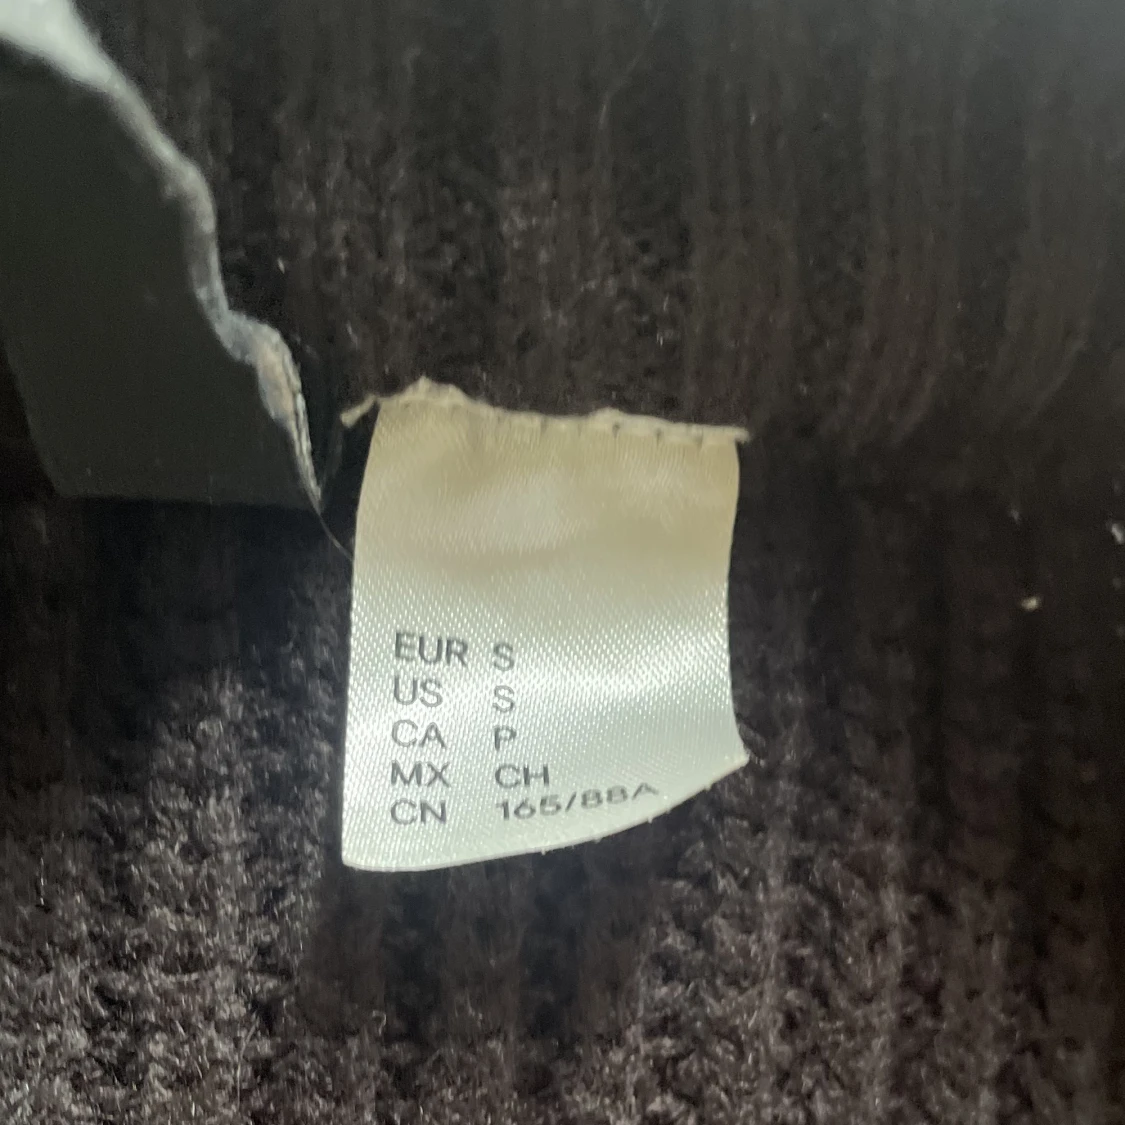 EUR S
US S
CA P
MX CH
CN 165/88A